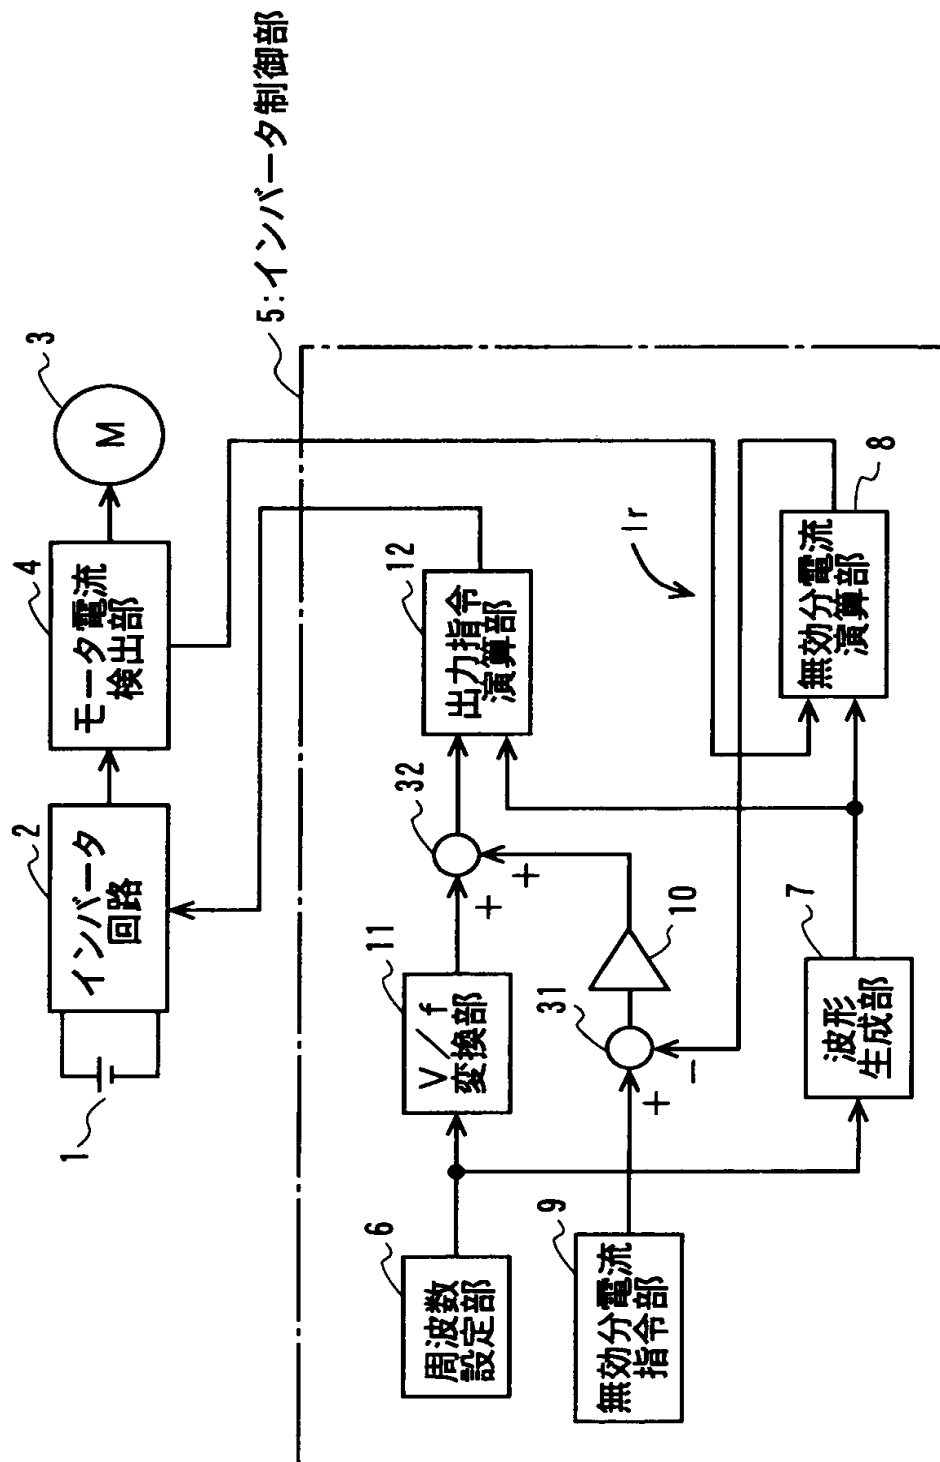 1
2
インバータ
回路
4
モータ電流
検出部
3
M
5:インバータ制御部
6
周波数
設定部
11
V/f
変換部
+
32
+
12
出力指令
演算部
9
無効分電流
指令部
+
-
31
10
Ir
7
波形
生成部
8
無効分電流
演算部